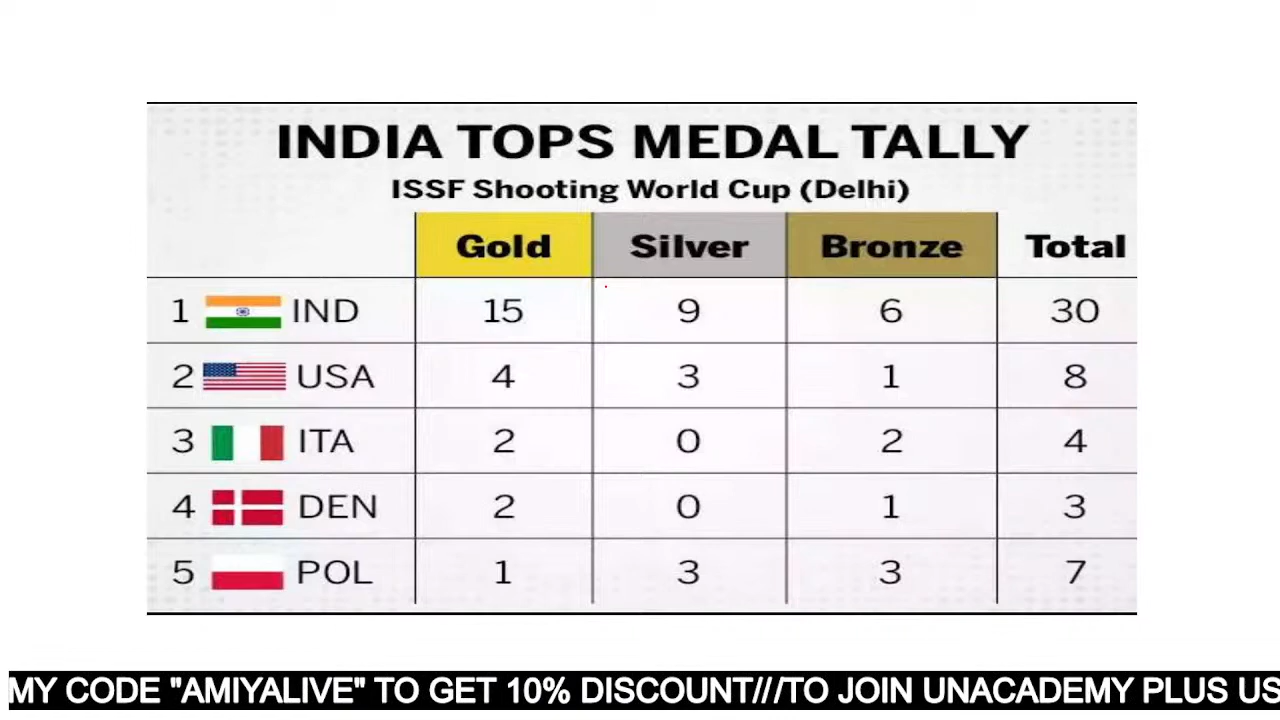 INDIA TOPS MEDAL TALLY
ISSF Shooting World Cup (Delhi)
Gold Silver Bronze Total
1 IND 15 9 6 30
2 USA 4 3 1 8
3 ITA 2 0 2 4
4 DEN 2 0 1 3
5 POL 1 3 3 7
MY CODE "AMIYALIVE" TO GET 10% DISCOUNT///TO JOIN UNACADEMY PLUS US